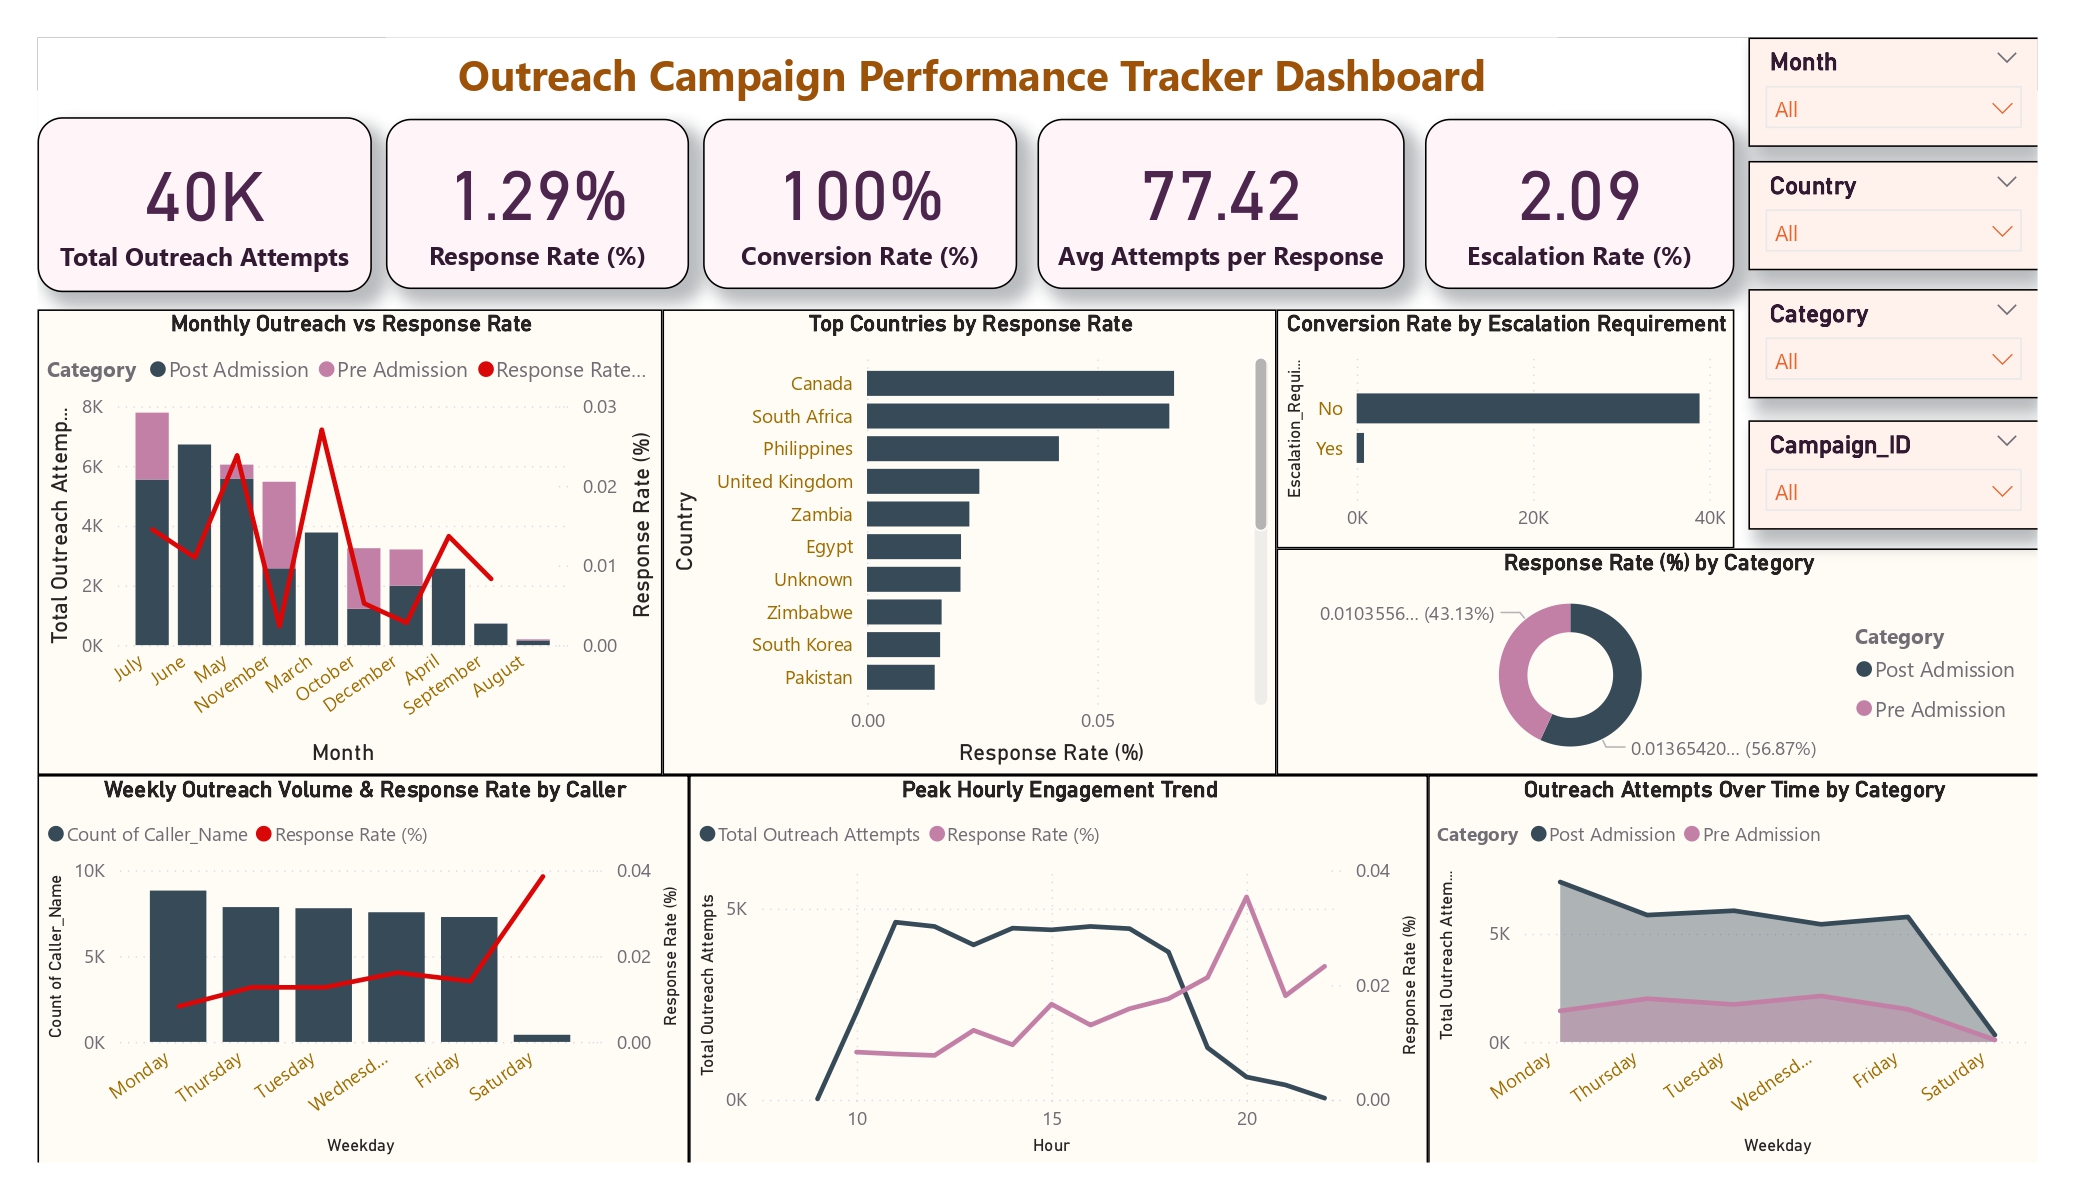 Outreach Campaign Performance Tracker Dashboard
40K
Total Outreach Attempts
1.29%
Response Rate (%)
100%
Conversion Rate (%)
77.42
Avg Attempts per Response
2.09
Escalation Rate (%)
Month
All
Country
All
Category
All
Campaign_ID
All
Monthly Outreach vs Response Rate
Category Post Admission Pre Admission Response Rate...
Total Outreach Attemp...
8K
6K
4K
2K
0K
0.03
0.02
0.01
0.00
Response Rate (%)
July
June
May
November
March
October
December
April
September
August
Month
Top Countries by Response Rate
Country
Canada
South Africa
Philippines
United Kingdom
Zambia
Egypt
Unknown
Zimbabwe
South Korea
Pakistan
0.00 0.05
Response Rate (%)
Conversion Rate by Escalation Requirement
Escalation_Requi...
No
Yes
0K 20K 40K
Response Rate (%) by Category
0.0103556... (43.13%)
0.01365420... (56.87%)
Category
Post Admission
Pre Admission
Weekly Outreach Volume & Response Rate by Caller
Count of Caller_Name Response Rate (%)
Count of Caller_Name
10K
5K
0K
0.04
0.02
0.00
Response Rate (%)
Monday
Thursday
Tuesday
Wednesd...
Friday
Saturday
Weekday
Peak Hourly Engagement Trend
Total Outreach Attempts Response Rate (%)
Total Outreach Attempts
5K
0K
0.04
0.02
0.00
Response Rate (%)
10 15 20
Hour
Outreach Attempts Over Time by Category
Category Post Admission Pre Admission
Total Outreach Attem...
5K
0K
Monday
Thursday
Tuesday
Wednesd...
Friday
Saturday
Weekday